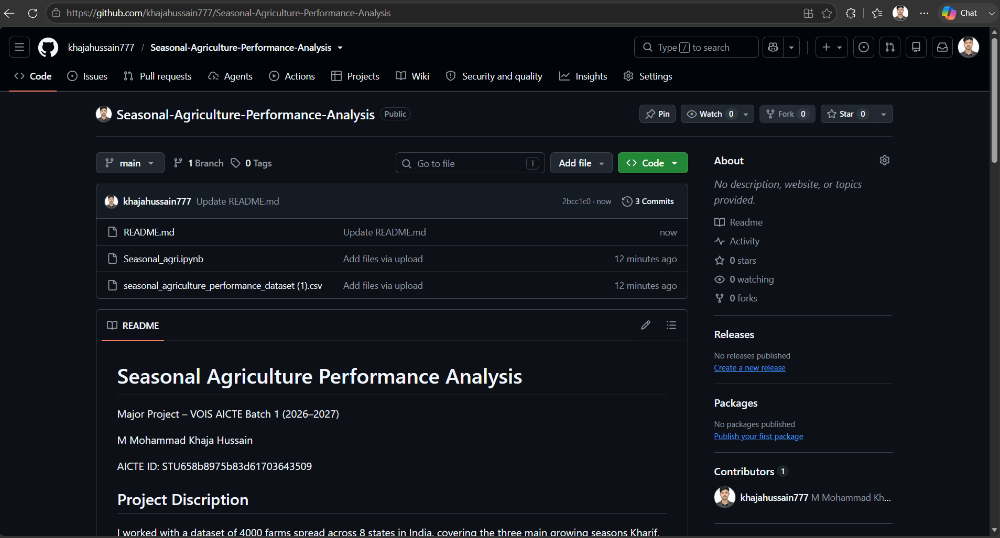 https://github.com/khajahussain777/Seasonal-Agriculture-Performance-Analysis
Chat
khajahussain777 / Seasonal-Agriculture-Performance-Analysis
Type / to search
Code Issues Pull requests Agents Actions Projects Wiki Security and quality Insights Settings
Seasonal-Agriculture-Performance-Analysis Public
Pin Watch 0 Fork 0 Star 0
main 1 Branch 0 Tags Go to file T Add file Code
khajahussain777 Update README.md 2bcc1c0 · now 3 Commits
README.md Update README.md now
Seasonal_agri.ipynb Add files via upload 12 minutes ago
seasonal_agriculture_performance_dataset (1).csv Add files via upload 12 minutes ago
README
Seasonal Agriculture Performance Analysis
Major Project – VOIS AICTE Batch 1 (2026–2027)
M Mohammad Khaja Hussain
AICTE ID: STU658b8975b83d61703643509
Project Discription
I worked with a dataset of 4000 farms spread across 8 states in India, covering the three main growing seasons Kharif,
About
No description, website, or topics
provided.
Readme
Activity
0 stars
0 watching
0 forks
Releases
No releases published
Create a new release
Packages
No packages published
Publish your first package
Contributors 1
khajahussain777 M Mohammad Kh...